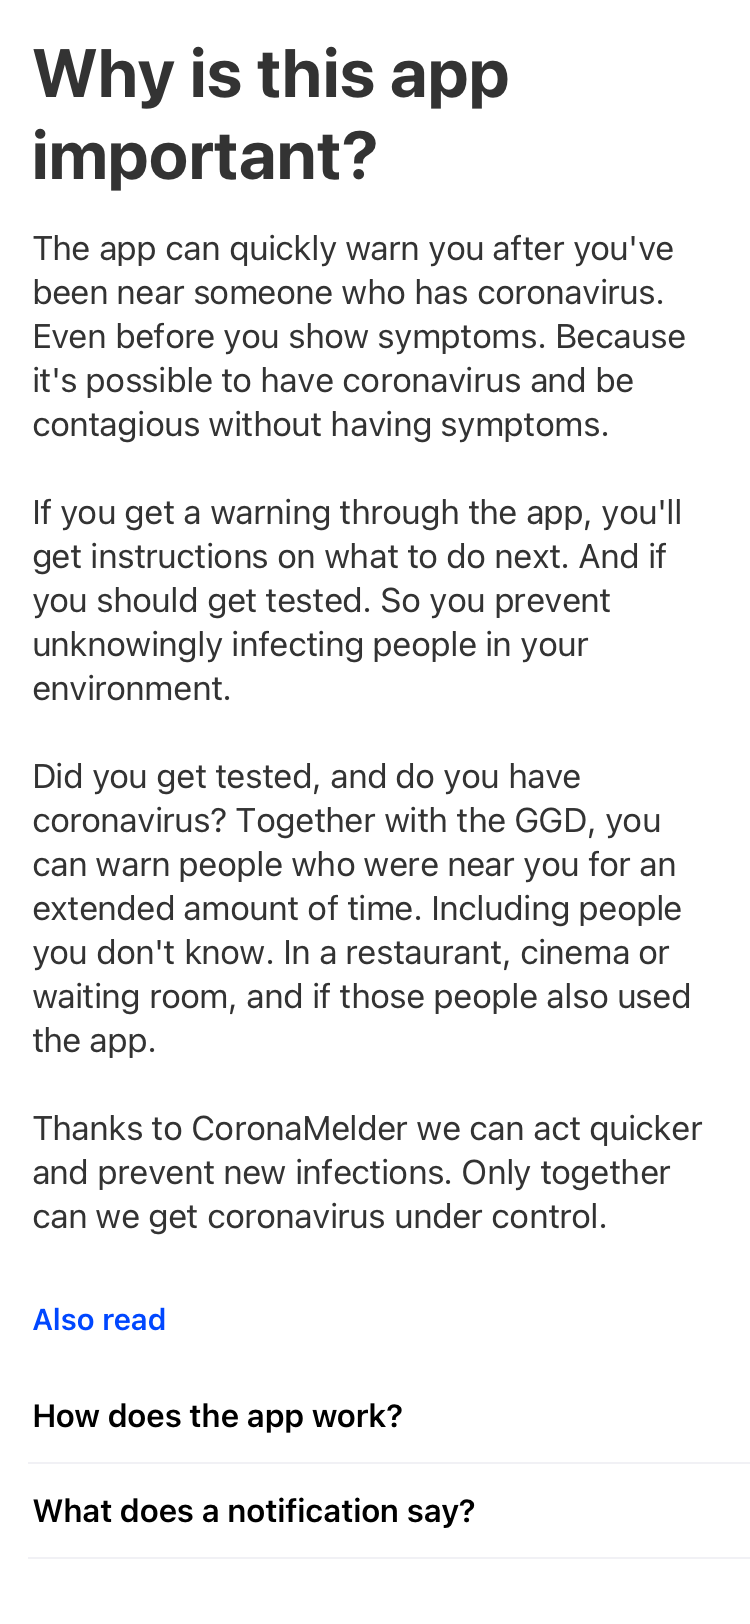 Why is this app
important?
The app can quickly warn you after you've
been near someone who has coronavirus.
Even before you show symptoms. Because
it's possible to have coronavirus and be
contagious without having symptoms.
If you get a warning through the app, you'll
get instructions on what to do next. And if
you should get tested. So you prevent
unknowingly infecting people in your
environment.
Did you get tested, and do you have
coronavirus? Together with the GGD, you
can warn people who were near you for an
extended amount of time. Including people
you don't know. In a restaurant, cinema or
waiting room, and if those people also used
the app.
Thanks to CoronaMelder we can act quicker
and prevent new infections. Only together
can we get coronavirus under control.
Also read
How does the app work?
What does a notification say?